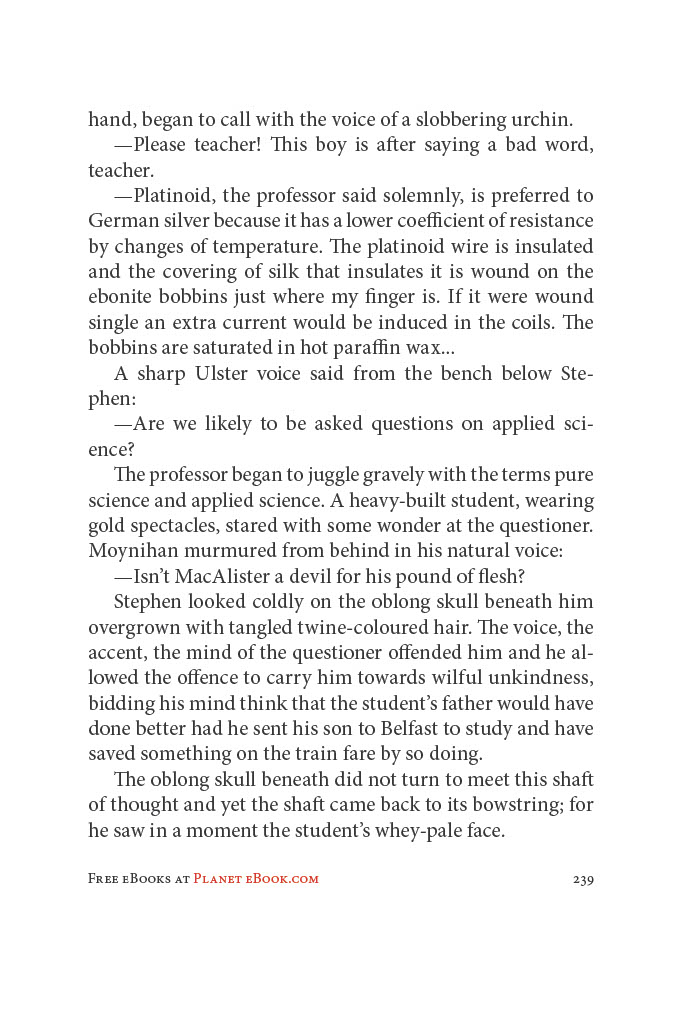 hand, began to call with the voice of a slobbering urchin.
—Please teacher! This boy is after saying a bad word,
teacher.
—Platinoid, the professor said solemnly, is preferred to
German silver because it has a lower coefficient of resistance
by changes of temperature. The platinoid wire is insulated
and the covering of silk that insulates it is wound on the
ebonite bobbins just where my finger is. If it were wound
single an extra current would be induced in the coils. The
bobbins are saturated in hot paraffin wax...
A sharp Ulster voice said from the bench below Ste-
phen:
—Are we likely to be asked questions on applied sci-
ence?
The professor began to juggle gravely with the terms pure
science and applied science. A heavy-built student, wearing
gold spectacles, stared with some wonder at the questioner.
Moynihan murmured from behind in his natural voice:
—Isn’t MacAlister a devil for his pound of flesh?
Stephen looked coldly on the oblong skull beneath him
overgrown with tangled twine-coloured hair. The voice, the
accent, the mind of the questioner offended him and he al-
lowed the offence to carry him towards wilful unkindness,
bidding his mind think that the student’s father would have
done better had he sent his son to Belfast to study and have
saved something on the train fare by so doing.
The oblong skull beneath did not turn to meet this shaft
of thought and yet the shaft came back to its bowstring; for
he saw in a moment the student’s whey-pale face.
Free eBooks at Planet eBook.com 239